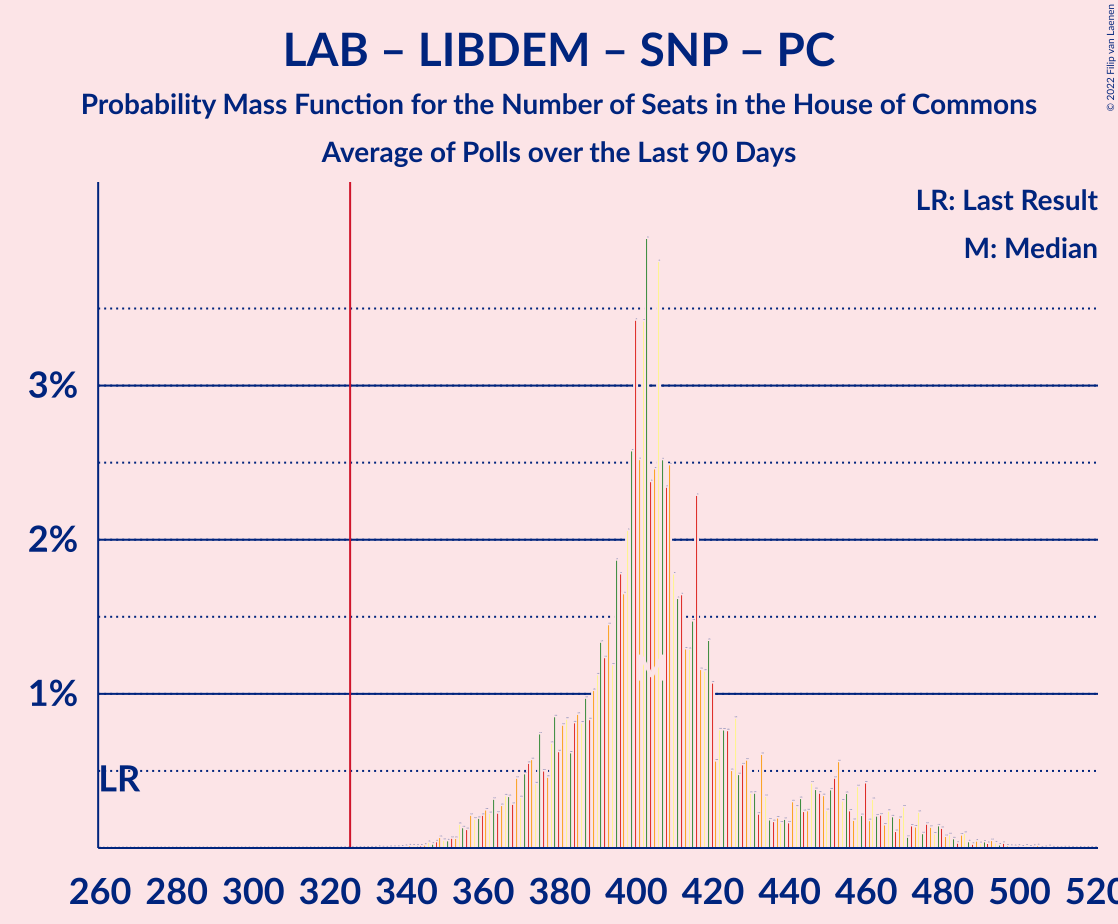 LAB – LIBDEM – SNP – PC
Probability Mass Function for the Number of Seats in the House of Commons
Average of Polls over the Last 90 Days
© 2022 Filip van Laenen
LR: Last Result
M: Median
3%
2%
1%
LR
260 280 300 320 340 360 380 400 420 440 460 480 500 520